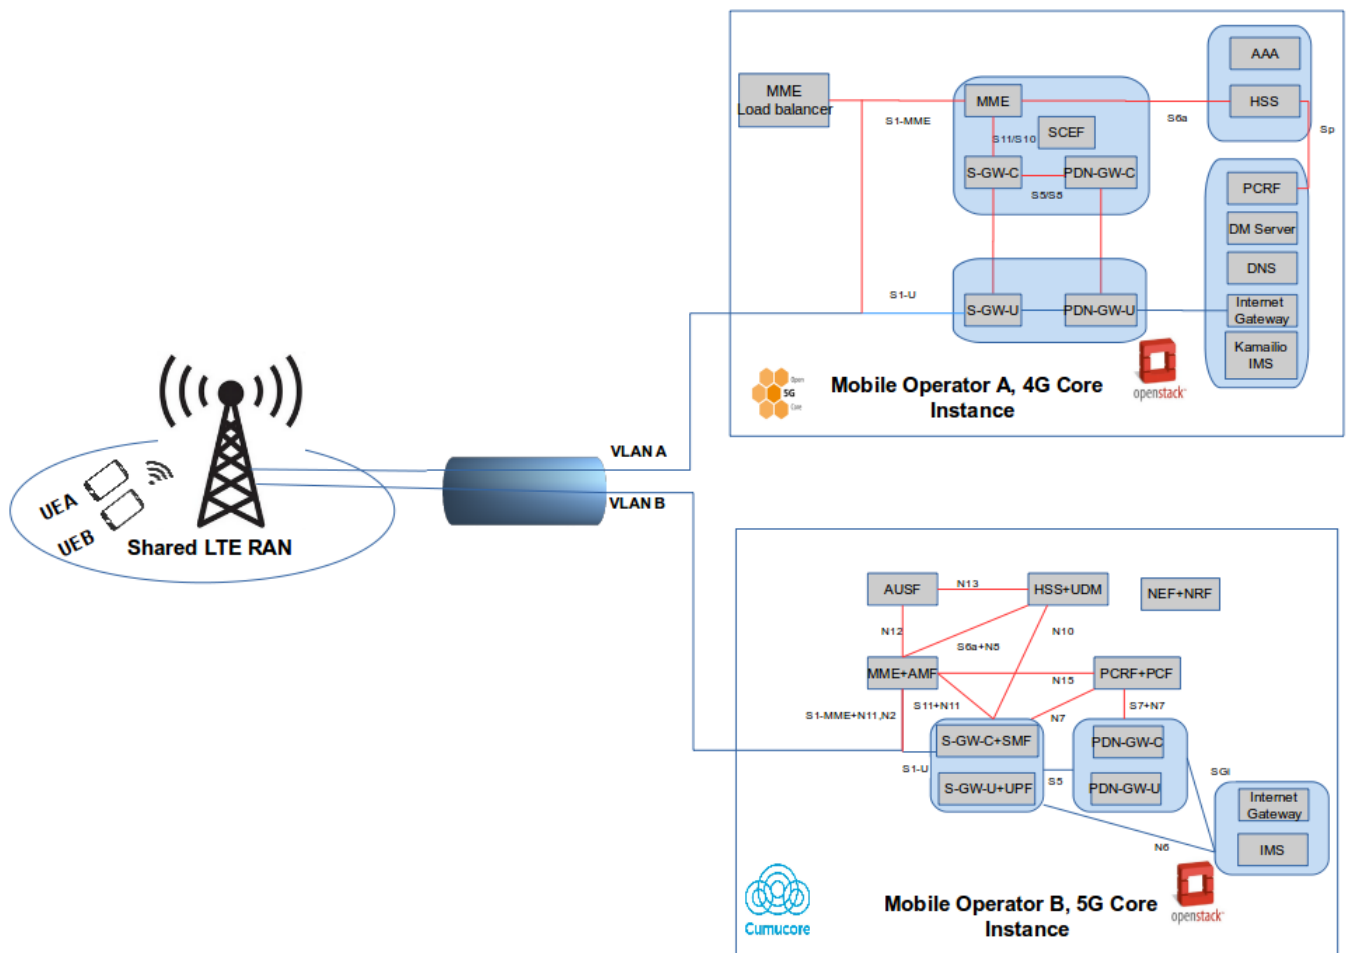 MME
Load balancer
S1-MME
MME
SCEF
S11/S10
S-GW-C
PDN-GW-C
S5/S8
S6a
AAA
HSS
Sp
PCRF
DM Server
DNS
Internet
Gateway
Kamailio
IMS
S1-U
S-GW-U
PDN-GW-U
Open
5G
Core
Mobile Operator A, 4G Core
Instance
openstack
VLAN A
VLAN B
UEA
UEB
Shared LTE RAN
AUSF
N13
HSS+UDM
NEF+NRF
N12
S6a+N8
N10
MME+AMF
N15
PCRF+PCF
S1-MME+N11,N2
S11+N11
N7
S7+N7
S-GW-C+SMF
PDN-GW-C
S1-U
S5
SGi
S-GW-U+UPF
PDN-GW-U
Internet
Gateway
IMS
N6
Cumucore
Mobile Operator B, 5G Core
Instance
openstack